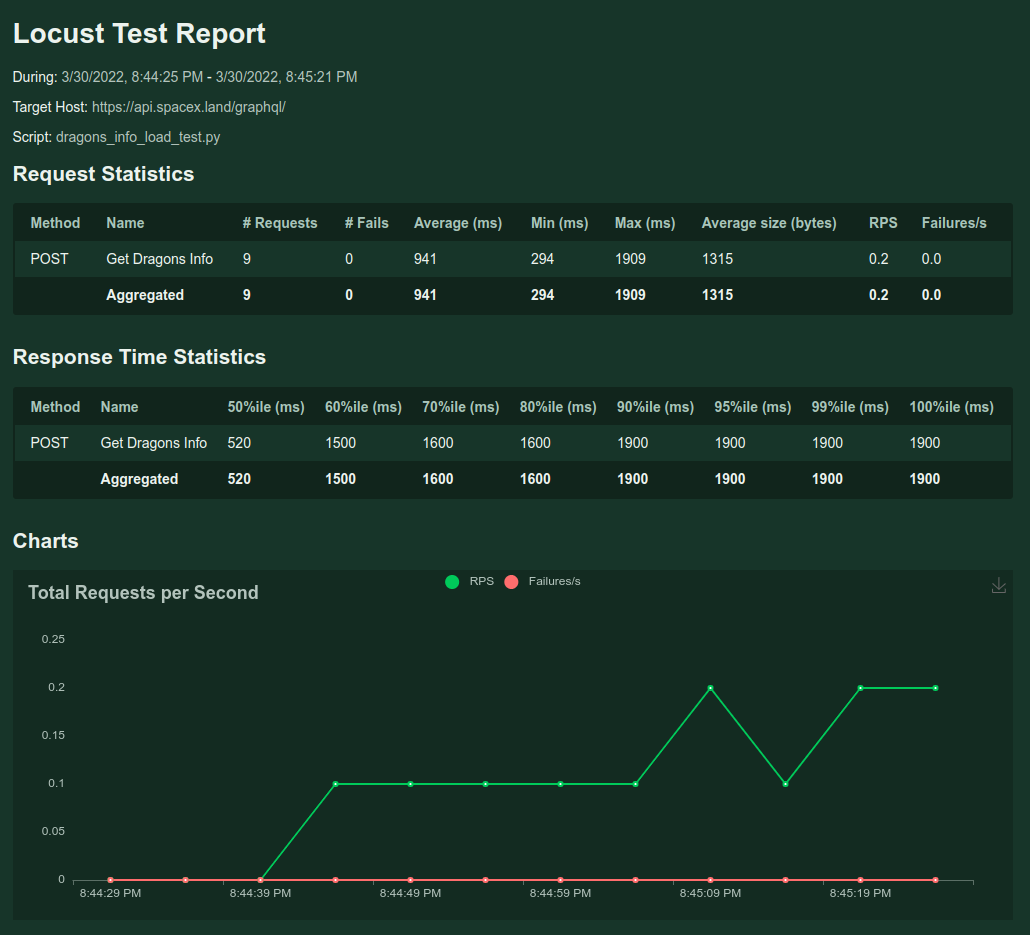 Locust Test Report
During: 3/30/2022, 8:44:25 PM - 3/30/2022, 8:45:21 PM
Target Host: https://api.spacex.land/graphql/
Script: dragons_info_load_test.py
Request Statistics
Method Name # Requests # Fails Average (ms) Min (ms) Max (ms) Average size (bytes) RPS Failures/s
POST Get Dragons Info 9 0 941 294 1909 1315 0.2 0.0
Aggregated 9 0 941 294 1909 1315 0.2 0.0
Response Time Statistics
Method Name 50%ile (ms) 60%ile (ms) 70%ile (ms) 80%ile (ms) 90%ile (ms) 95%ile (ms) 99%ile (ms) 100%ile (ms)
POST Get Dragons Info 520 1500 1600 1600 1900 1900 1900 1900
Aggregated 520 1500 1600 1600 1900 1900 1900 1900
Charts
RPS Failures/s
Total Requests per Second
0.25
0.2
0.15
0.1
0.05
0
8:44:29 PM 8:44:39 PM 8:44:49 PM 8:44:59 PM 8:45:09 PM 8:45:19 PM